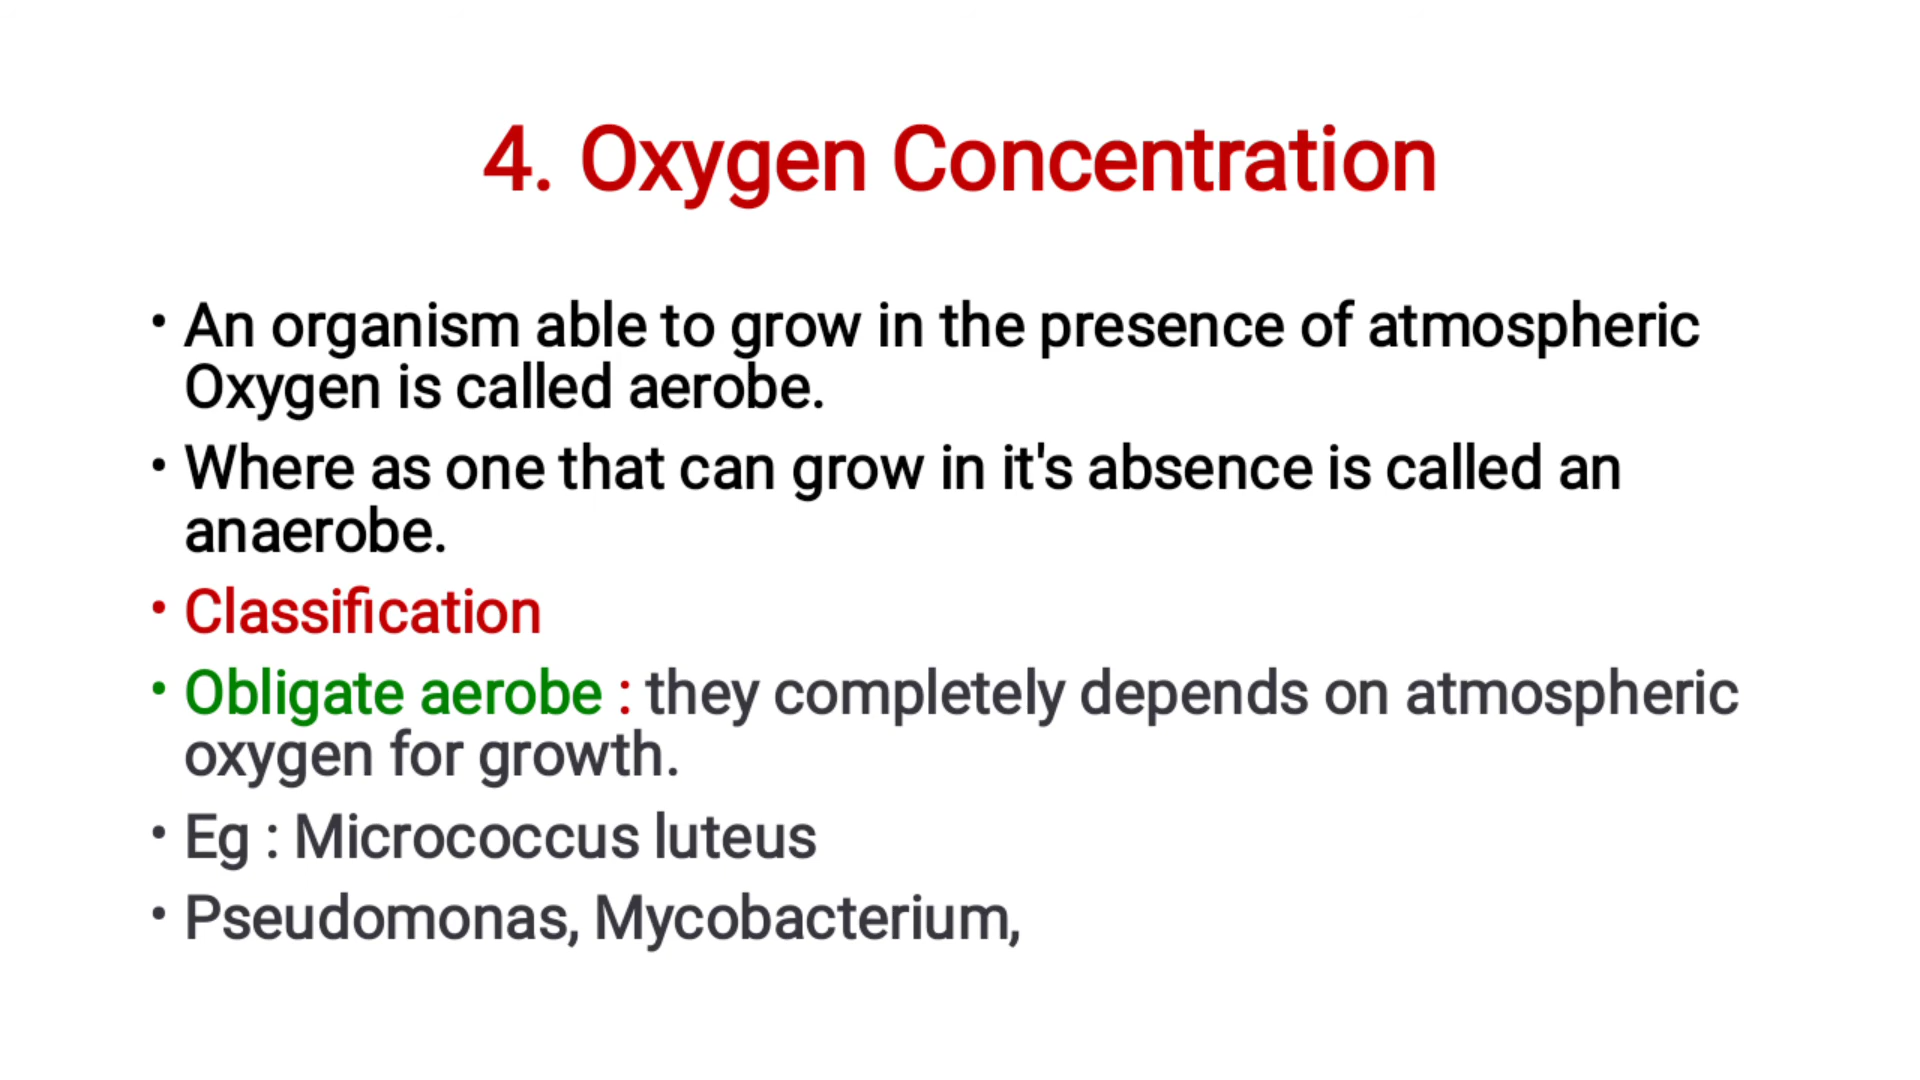 4. Oxygen Concentration
• An organism able to grow in the presence of atmospheric
Oxygen is called aerobe.
• Where as one that can grow in it's absence is called an
anaerobe.
• Classification
• Obligate aerobe : they completely depends on atmospheric
oxygen for growth.
• Eg : Micrococcus luteus
• Pseudomonas, Mycobacterium,